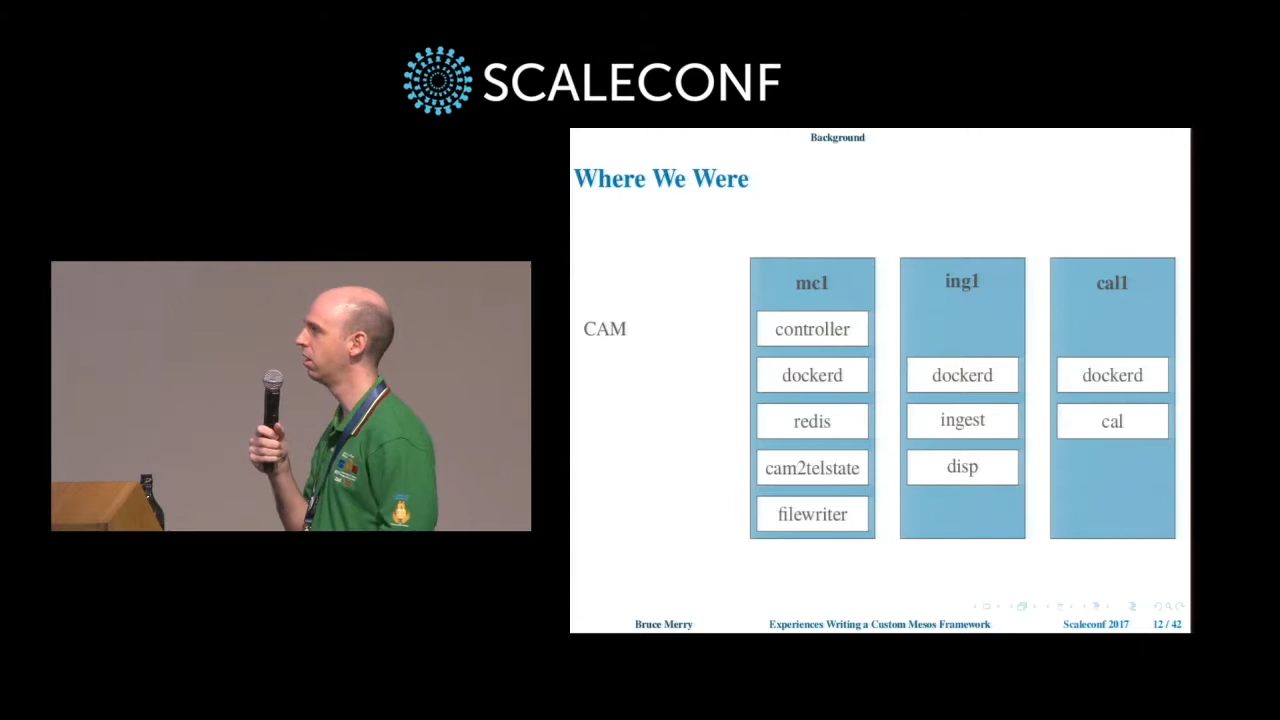 SCALECONF
Background
Where We Were
mc1
ing1
cal1
CAM
controller
dockerd
dockerd
dockerd
redis
ingest
cal
cam2telstate
disp
filewriter
Bruce Merry
Experiences Writing a Custom Mesos Framework
Scaleconf 2017
12 / 42